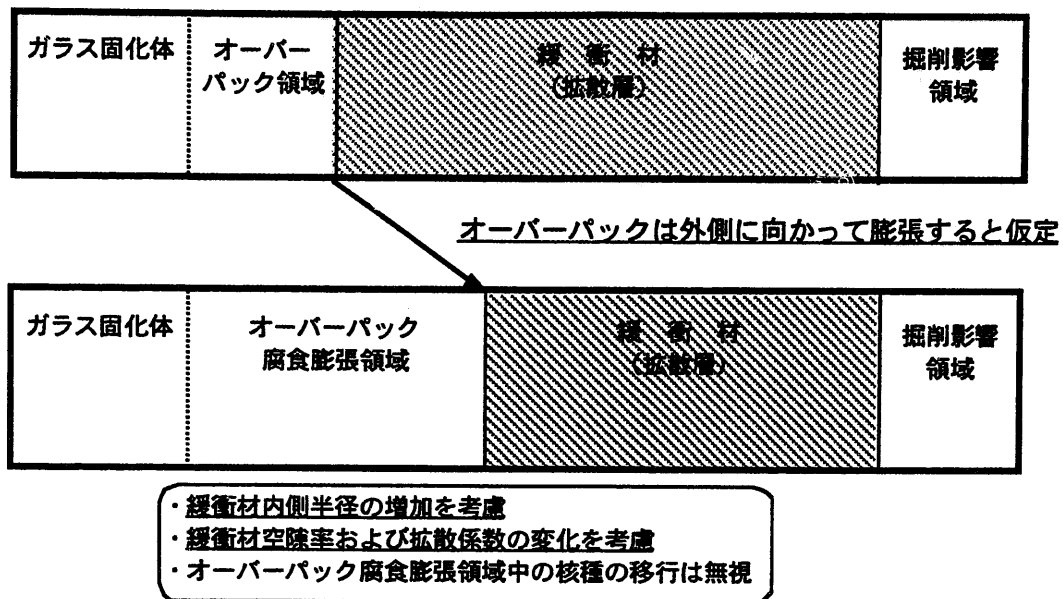 ガラス固化体
オーバー
パック領域
緩衝材
(拡散層)
掘削影響
領域
オーバーパックは外側に向かって膨張すると仮定
ガラス固化体
オーバーパック
腐食膨張領域
緩衝材
(拡散層)
掘削影響
領域
・緩衝材内側半径の増加を考慮
・緩衝材空隙率および拡散係数の変化を考慮
・オーバーパック腐食膨張領域中の核種の移行は無視